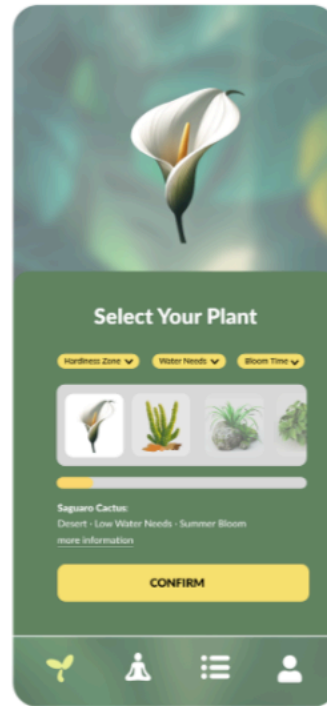 Select Your Plant
Hardiness Zone
Water Needs
Bloom Time
Saguaro Cactus:
Desert - Low Water Needs - Summer Bloom
more information
CONFIRM